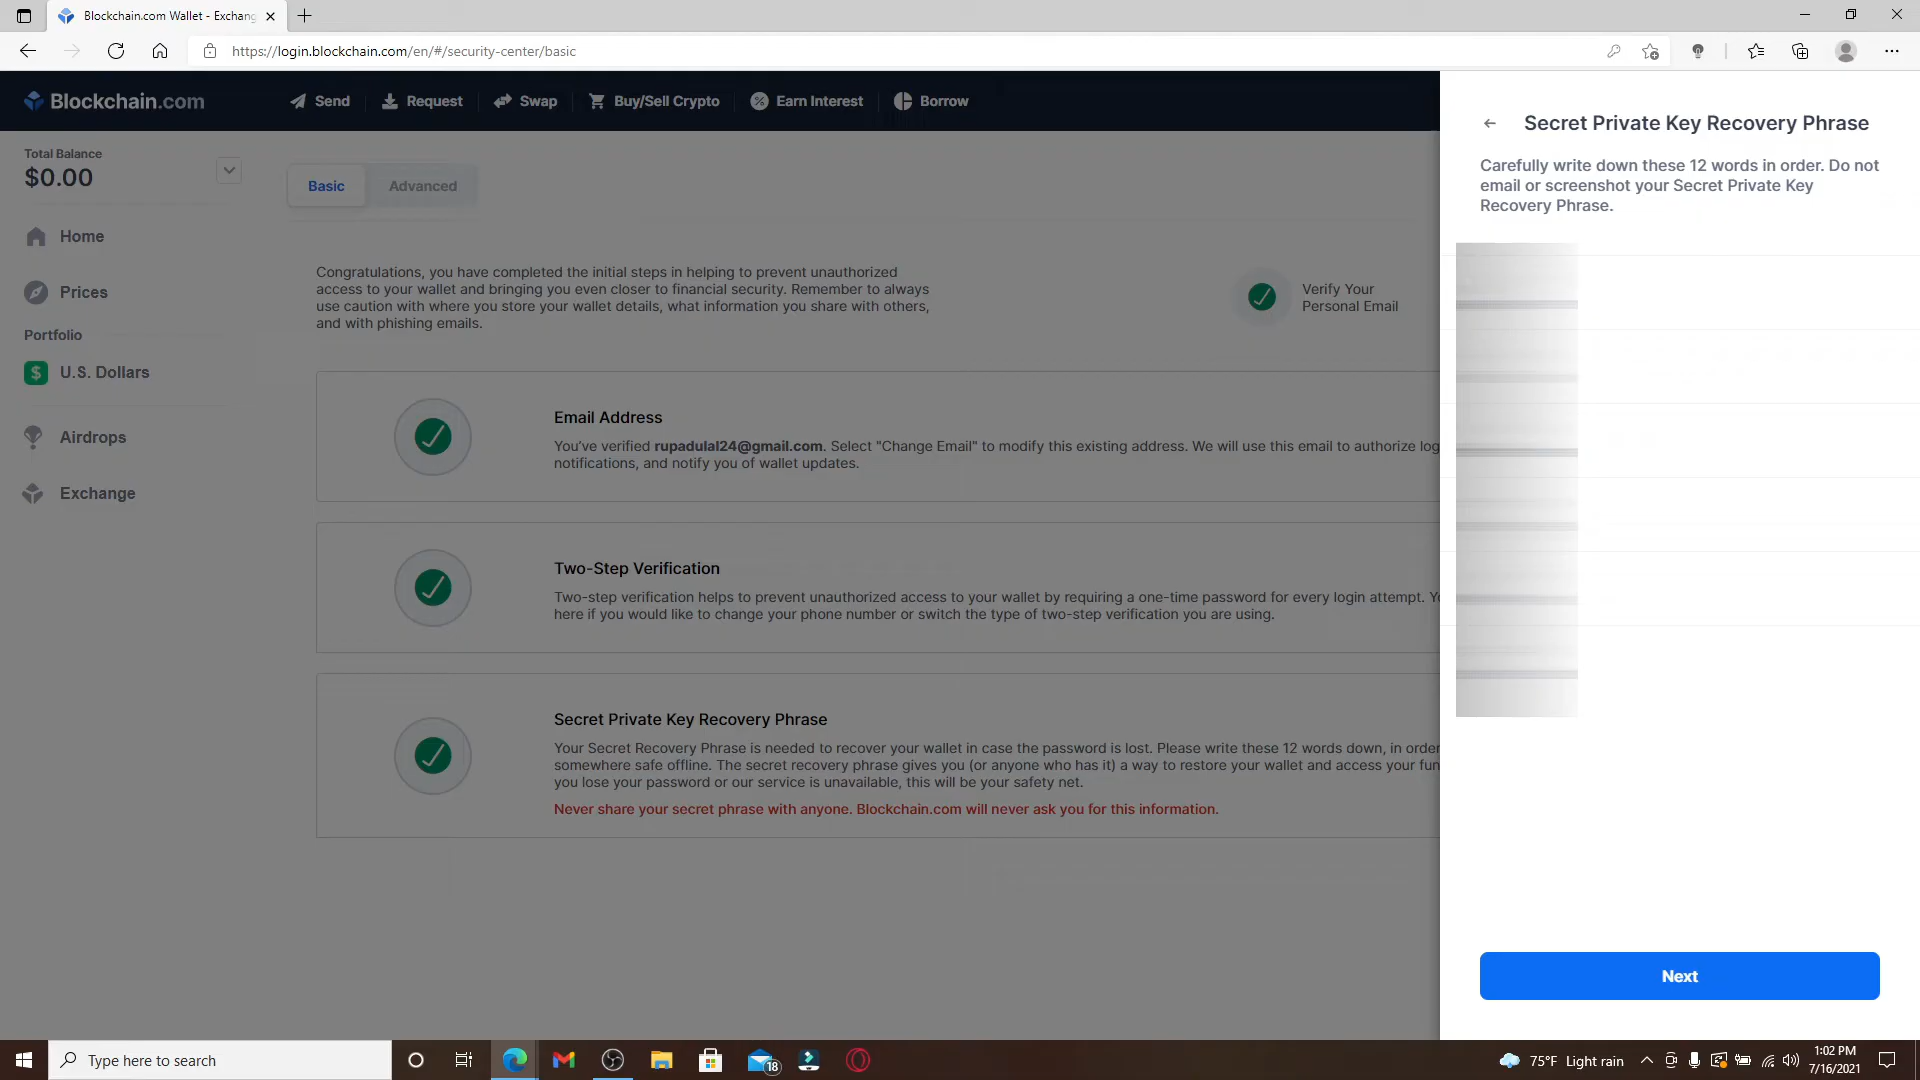 Blockchain.com Wallet - Exchang
https://login.blockchain.com/en/#/security-center/basic
Blockchain.com
Send
Request
Swap
Buy/Sell Crypto
Earn Interest
Borrow
Total Balance
$0.00
Home
Prices
Portfolio
U.S. Dollars
Airdrops
Exchange
Basic
Advanced
Congratulations, you have completed the initial steps in helping to prevent unauthorized
access to your wallet and bringing you even closer to financial security. Remember to always
use caution with where you store your wallet details, what information you share with others,
and with phishing emails.
Verify Your
Personal Email
Email Address
You've verified rupadulal24@gmail.com. Select "Change Email" to modify this existing address. We will use this email to authorize log
notifications, and notify you of wallet updates.
Two-Step Verification
Two-step verification helps to prevent unauthorized access to your wallet by requiring a one-time password for every login attempt. Y
here if you would like to change your phone number or switch the type of two-step verification you are using.
Secret Private Key Recovery Phrase
Your Secret Recovery Phrase is needed to recover your wallet in case the password is lost. Please write these 12 words down, in order
somewhere safe offline. The secret recovery phrase gives you (or anyone who has it) a way to restore your wallet and access your fun
you lose your password or our service is unavailable, this will be your safety net.
Never share your secret phrase with anyone. Blockchain.com will never ask you for this information.
Secret Private Key Recovery Phrase
Carefully write down these 12 words in order. Do not
email or screenshot your Secret Private Key
Recovery Phrase.
Next
Type here to search
18
75°F Light rain
1:02 PM
7/16/2021